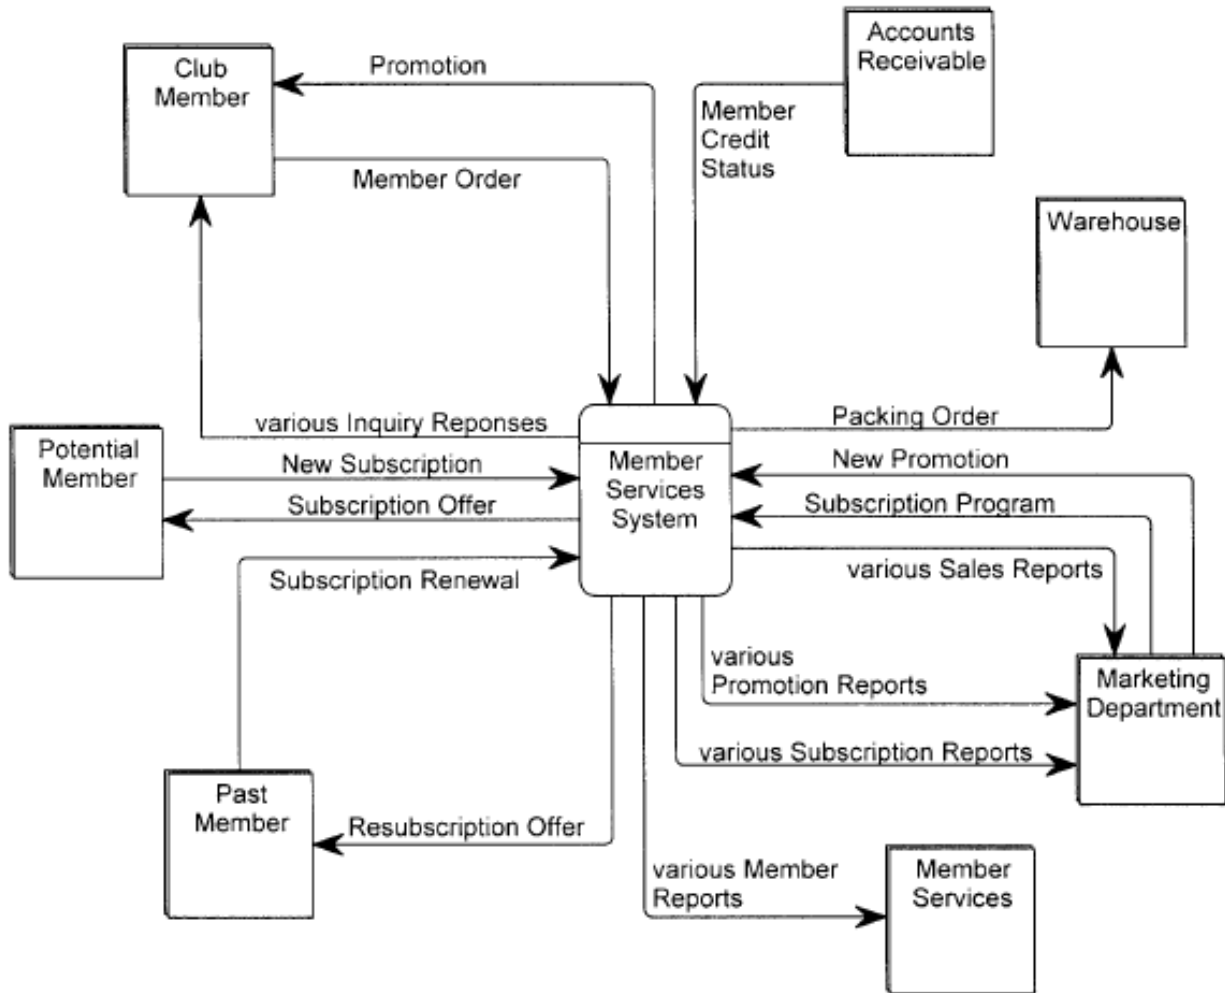 Club
Member
Promotion
Accounts
Receivable
Member
Credit
Status
Member Order
Warehouse
various Inquiry Reponses
Packing Order
Potential
Member
New Subscription
Subscription Offer
Member
Services
System
New Promotion
Subscription Program
various Sales Reports
Subscription Renewal
various
Promotion Reports
Marketing
Department
various Subscription Reports
Past
Member
Resubscription Offer
various Member
Reports
Member
Services